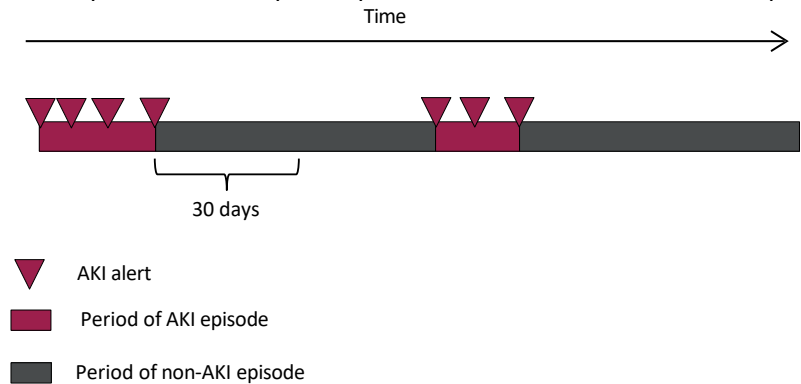 Time
30 days
AKI alert
Period of AKI episode
Period of non-AKI episode